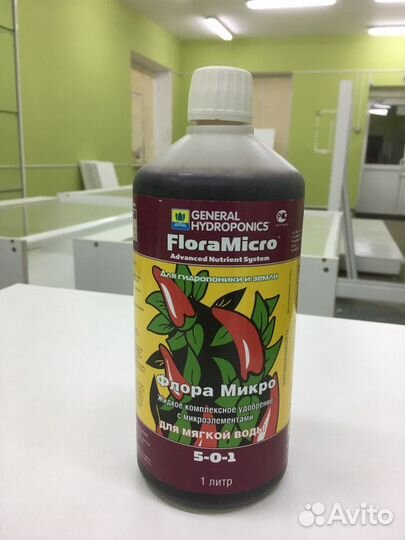 GENERAL
HYDROPONICS
FloraMicro
Advanced Nutrient System
Для гидропоники и земли
Флора Микро
Жидкое комплексное удобрение
с микроэлементами
для мягкой воды
5-0-1
1 литр
Avito